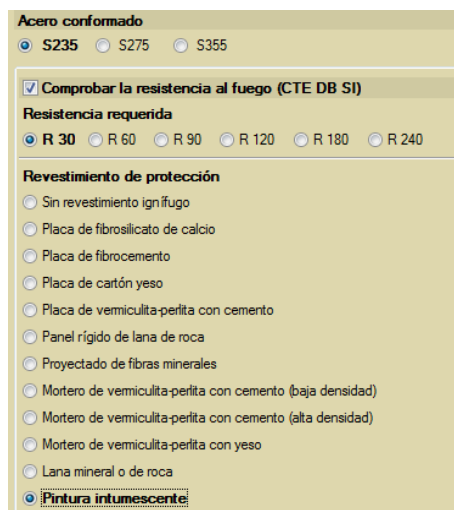 Acero conformado
S235 S275 S355
Comprobar la resistencia al fuego (CTE DB SI)
Resistencia requerida
R 30 R 60 R 90 R 120 R 180 R 240
Revestimiento de protección
Sin revestimiento ignífugo
Placa de fibrosilicato de calcio
Placa de fibrocemento
Placa de cartón yeso
Placa de vermiculita-perlita con cemento
Panel rígido de lana de roca
Proyectado de fibras minerales
Mortero de vermiculita-perlita con cemento (baja densidad)
Mortero de vermiculita-perlita con cemento (alta densidad)
Mortero de vermiculita-perlita con yeso
Lana mineral o de roca
Pintura intumescente